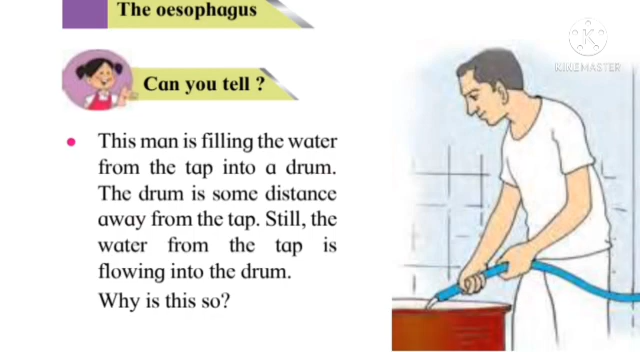 The oesophagus
KINEMASTER
Can you tell ?
This man is filling the water
from the tap into a drum.
The drum is some distance
away from the tap. Still, the
water from the tap is
flowing into the drum.
Why is this so?